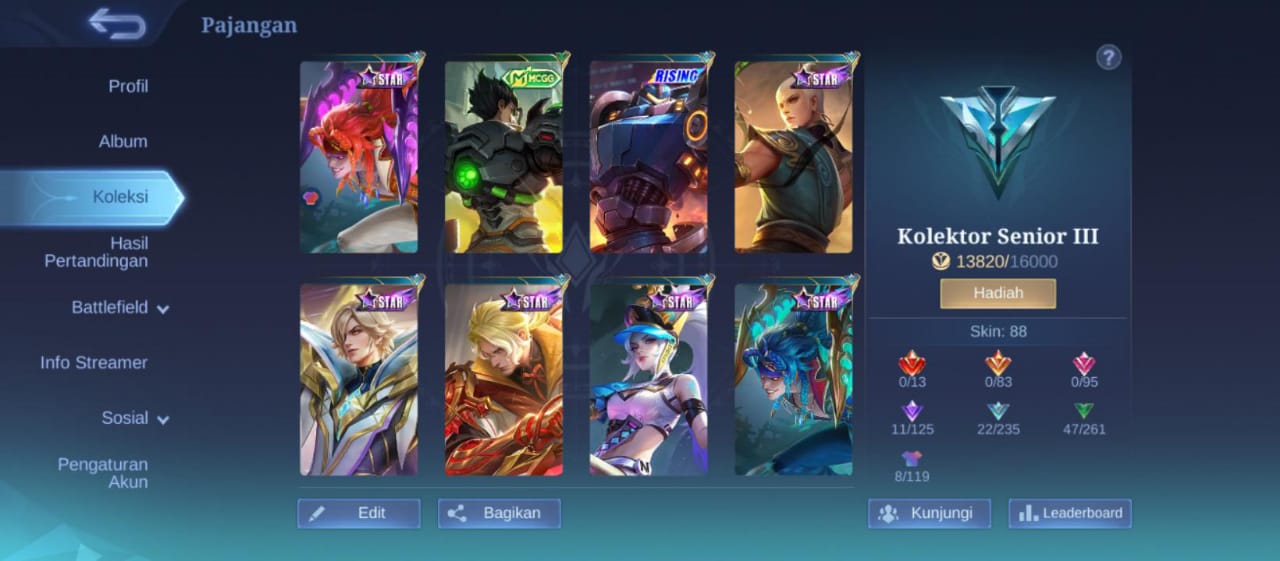 Pajangan
?
Profil
Album
Koleksi
Hasil
Pertandingan
Battlefield
Info Streamer
Sosial
Pengaturan
Akun
STAR
MCGG
RISING
STAR
STAR
STAR
STAR
STAR
Edit
Bagikan
Kolektor Senior III
13820/16000
Hadiah
Skin: 88
0/13
0/83
0/95
11/125
22/235
47/261
8/119
Kunjungi
Leaderboard